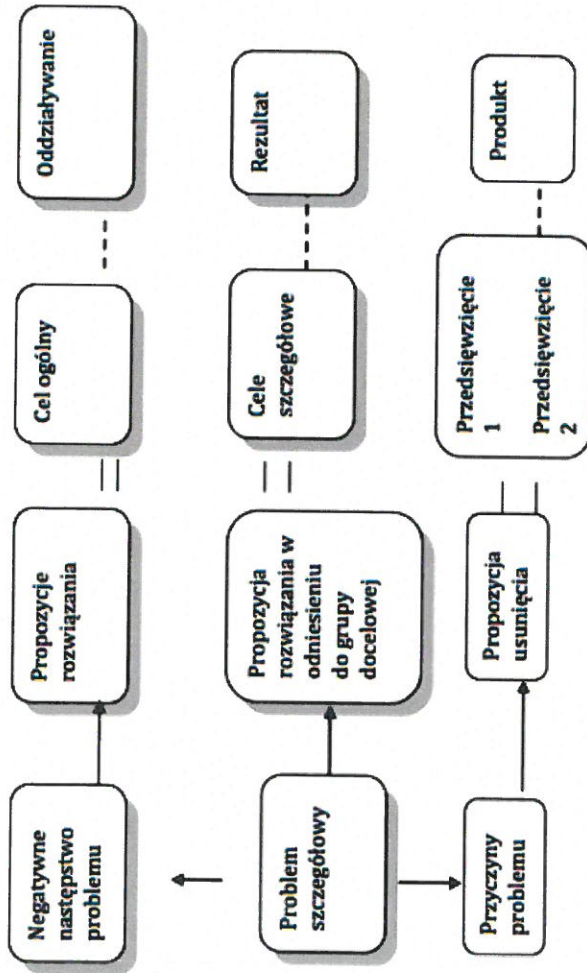 Negatywne
następstwo
problemu
Propozycje
rozwiązania
Cel ogólny
Oddziaływanie
Problem
szczegółowy
Propozycja
rozwiązania w
odniesieniu
do grupy
docelowej
Cele
szczegółowe
Rezultat
Przyczyny
problemu
Propozycja
usunięcia
Przedsięwzięcie
1
Przedsięwzięcie
2
Produkt